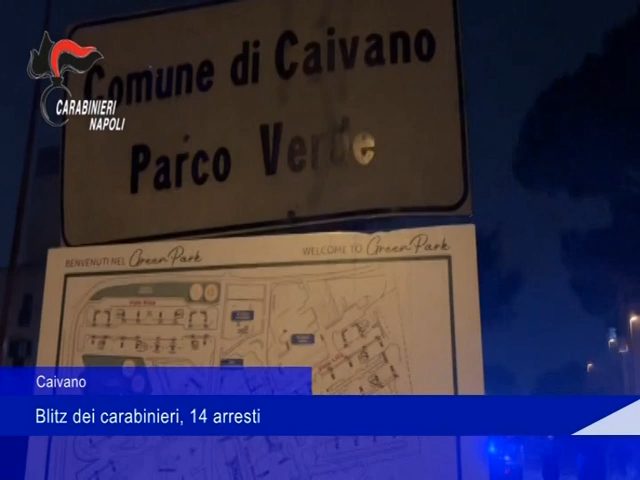 Comune di Caivano
CARABINIERI
NAPOLI
Parco Verde
BENVENUTI NEL Green Park
WELCOME TO Green Park
Caivano
Blitz dei carabinieri, 14 arresti